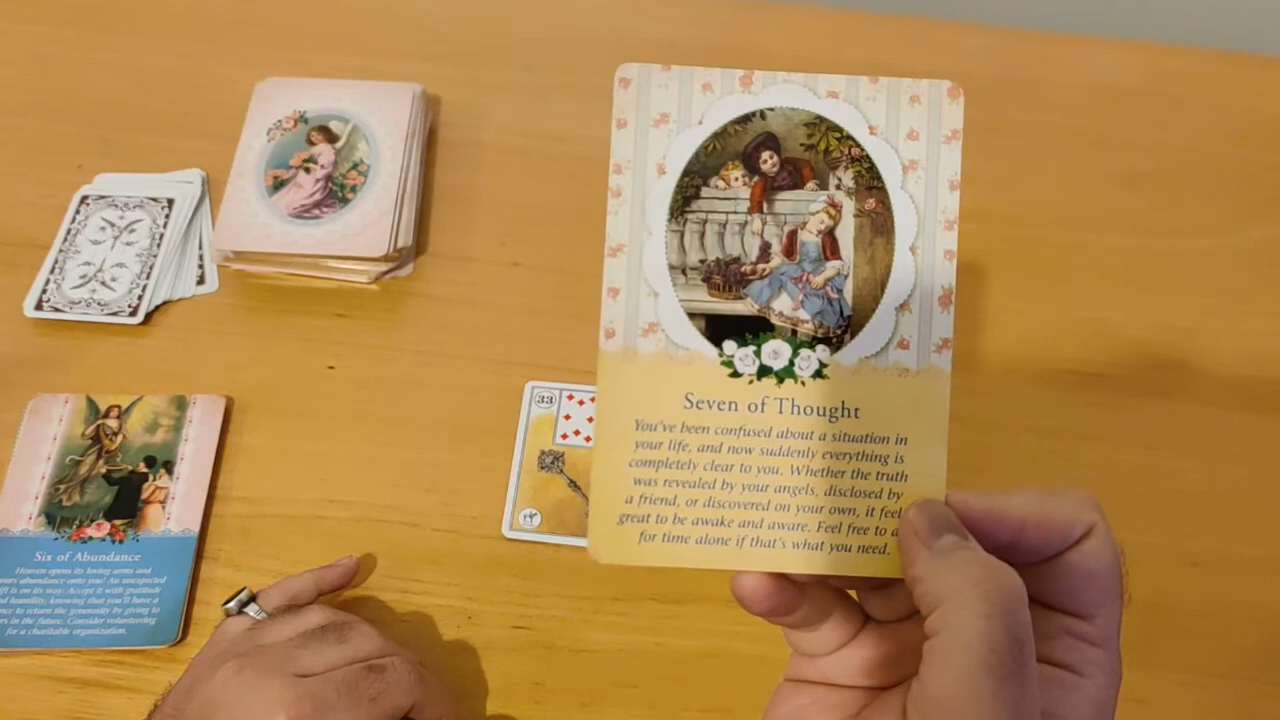 33
Seven of Thought
You've been confused about a situation in
your life, and now suddenly everything is
completely clear to you. Whether the truth
was revealed by your angels, disclosed by
a friend, or discovered on your own, it feel
great to be awake and aware. Feel free to a
for time alone if that's what you need.
Six of Abundance
Heaven opens its loving arms and
ours abundance onto you! An unexpected
ift is on its way. Accept it with gratitude
nd humility, knowing that you'll have a
nce to return the generosity by giving to
rs in the future. Consider volunteering
for a charitable organization.